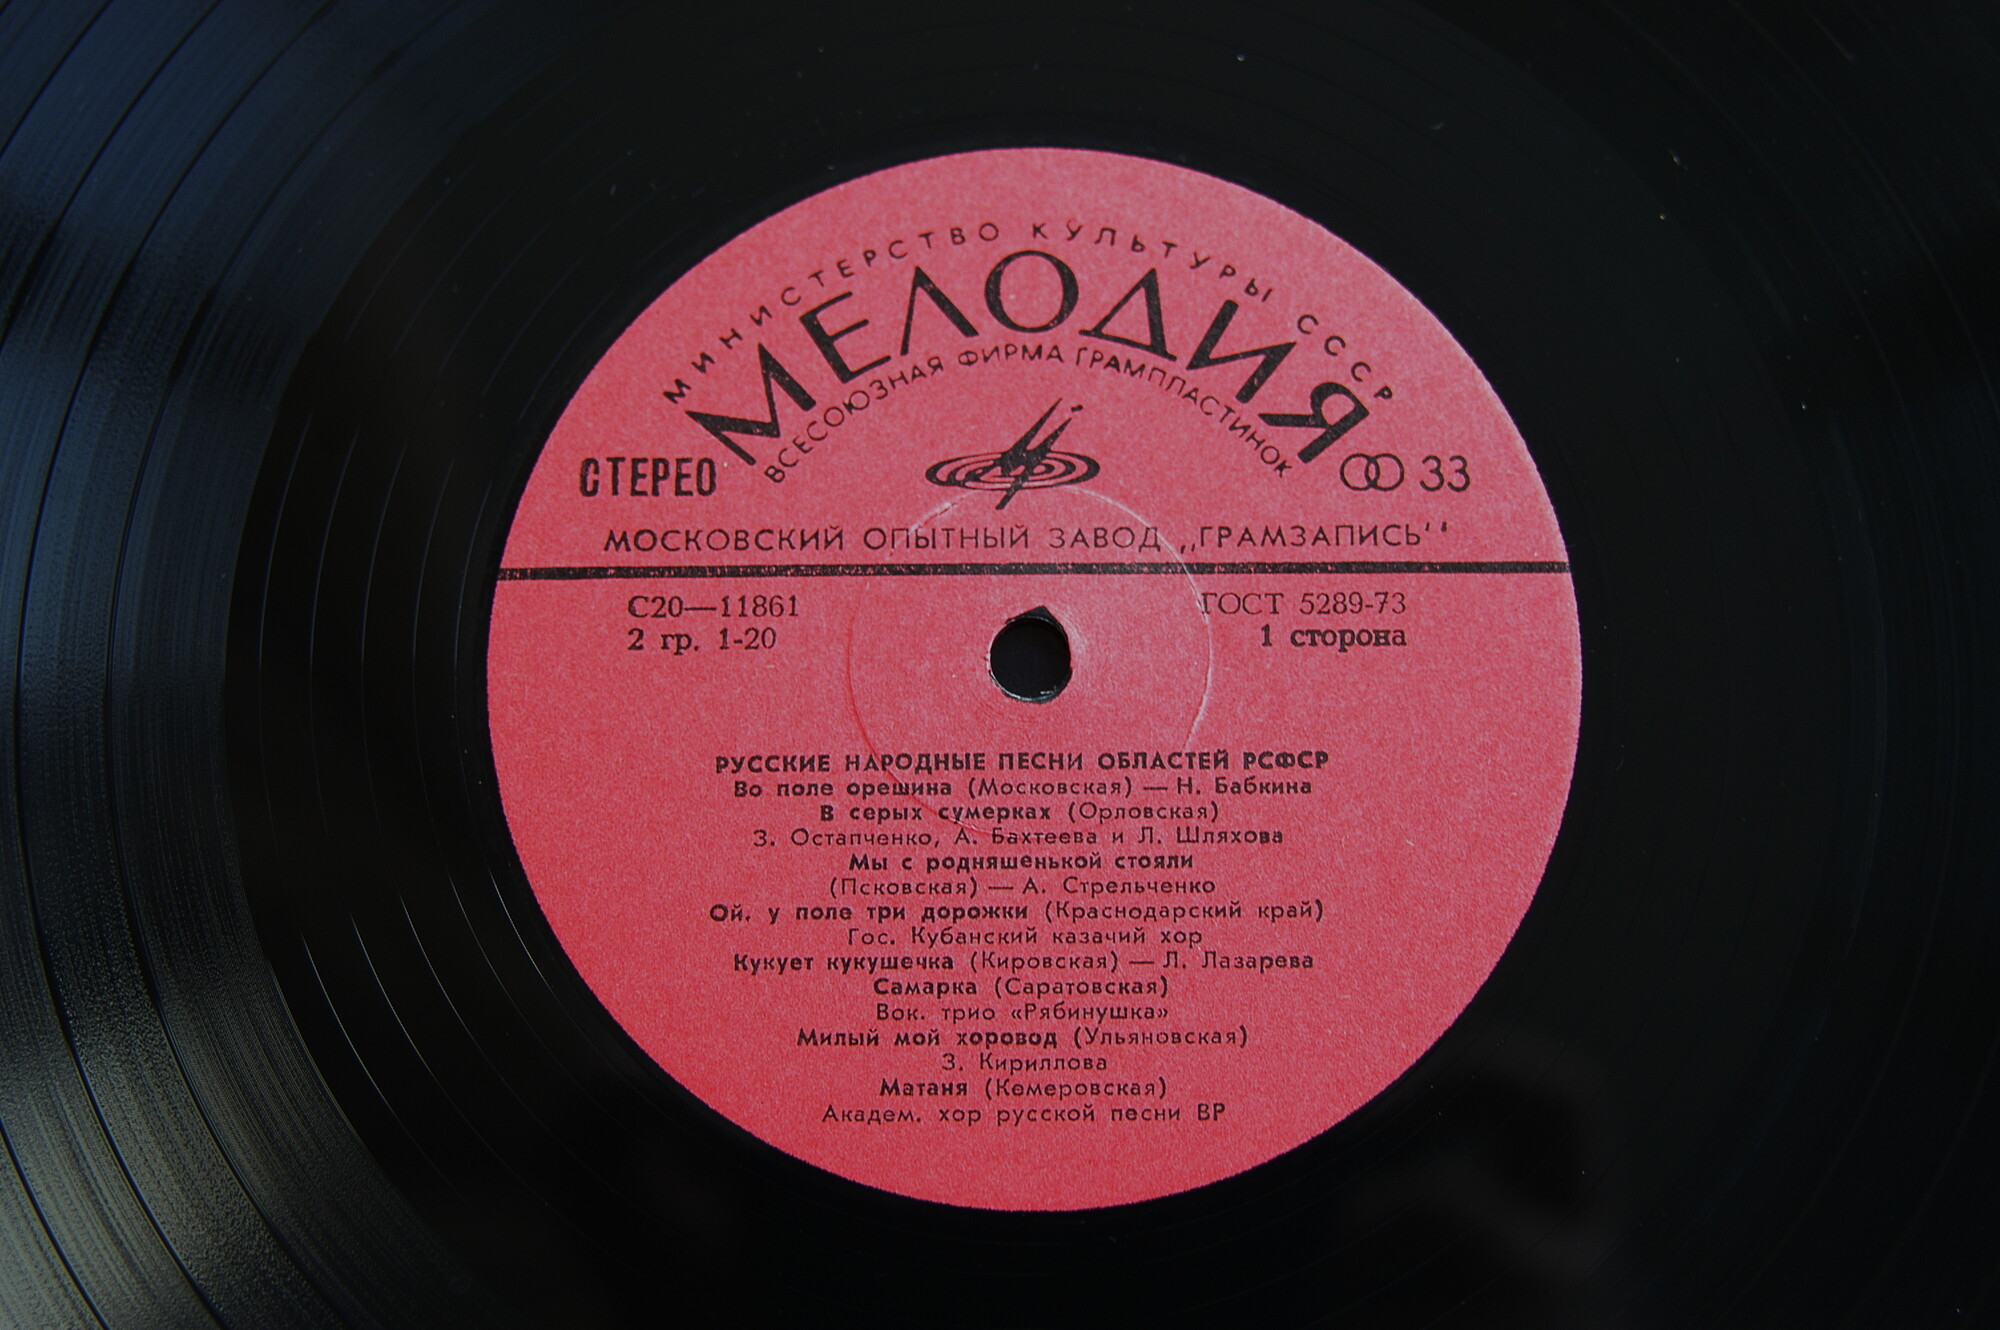 МИНИСТЕРСТВО КУЛЬТУРЫ СССР
МЕЛОДИЯ
ВСЕСОЮЗНАЯ ФИРМА ГРАМПЛАСТИНОК
СТЕРЕО
33
МОСКОВСКИЙ ОПЫТНЫЙ ЗАВОД „ГРАМЗАПИСЬ"
С20—11861
ГОСТ 5289-73
2 гр. 1-20
1 сторона
РУССКИЕ НАРОДНЫЕ ПЕСНИ ОБЛАСТЕЙ РСФСР
Во поле орешина (Московская) — Н. Бабкина
В серых сумерках (Орловская)
З. Остапченко, А. Бахтеева и Л. Шляхова
Мы с родняшенькой стояли
(Псковская) — А. Стрельченко
Ой, у поле три дорожки (Краснодарский край)
Гос. Кубанский казачий хор
Кукует кукушечка (Кировская) — Л. Лазарева
Самарка (Саратовская)
Вок. трио «Рябинушка»
Милый мой хоровод (Ульяновская)
З. Кириллова
Матаня (Кемеровская)
Академ. хор русской песни ВР